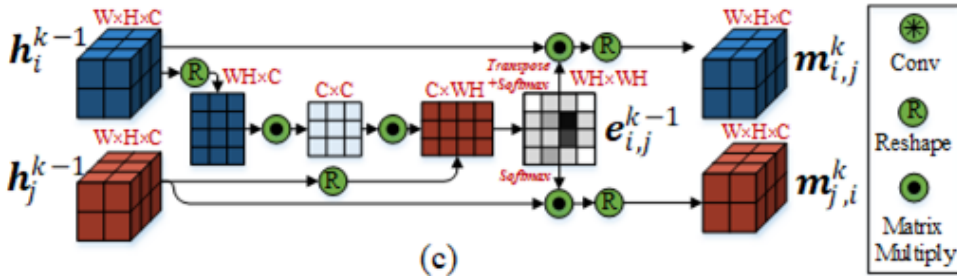 W×H×C
h_i^{k-1}
R
WH×C
C×C
C×WH
Transpose
+Softmax
WH×WH
R
W×H×C
m_{i,j}^k
e_{i,j}^{k-1}
W×H×C
h_j^{k-1}
R
Softmax
R
W×H×C
m_{j,i}^k
(c)
Conv
R
Reshape
Matrix
Multiply